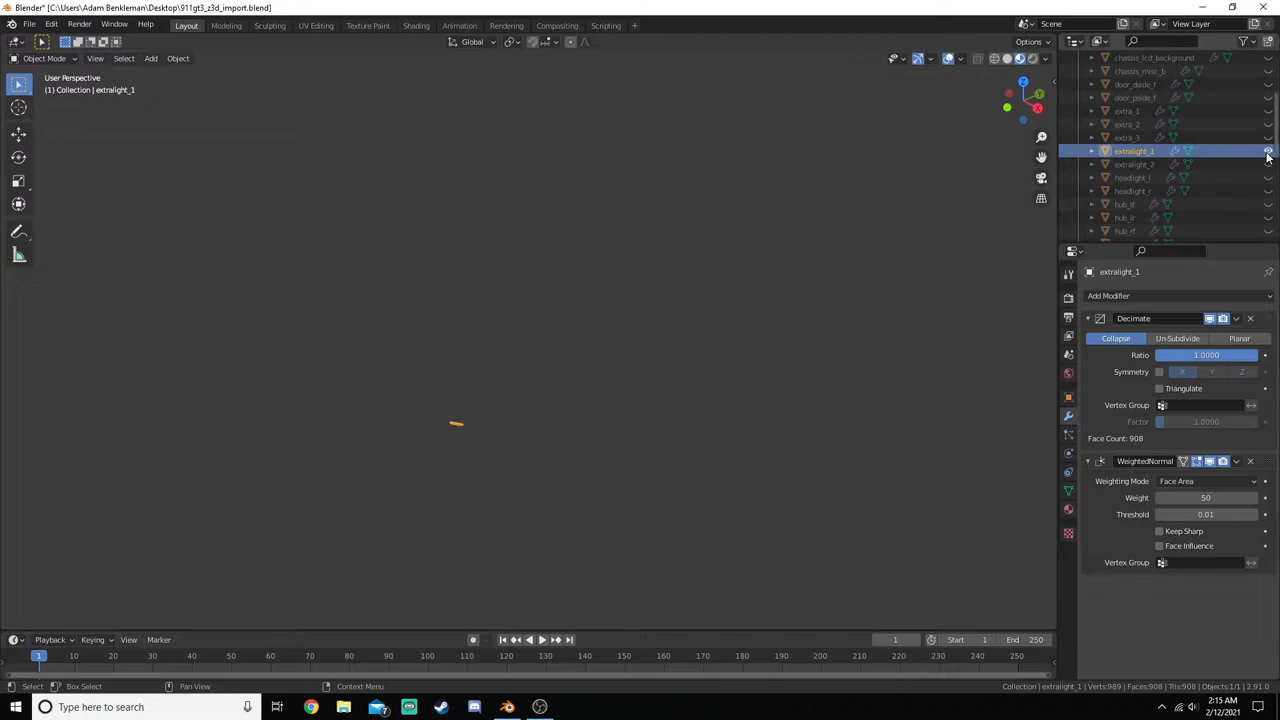 Blender* [C:\Users\Adam Benkleman\Desktop\911gt3_z3d_import.blend]
File Edit Render Window Help Layout Modeling Sculpting UV Editing Texture Paint Shading Animation Rendering Compositing Scripting Scene View Layer
Global Options
Object Mode View Select Add Object
User Perspective
(1) Collection | extralight_1
Z
Y
X
chassis_lcd_background
chassis_misc_b
door_dside_f
door_pside_f
extra_1
extra_2
extra_3
extralight_1
extralight_2
headlight_l
headlight_r
hub_lf
hub_lr
hub_rf
extralight_1
Add Modifier
Decimate
Collapse Un-Subdivide Planar
Ratio 1.0000
Symmetry X Y Z
Triangulate
Vertex Group
Factor 1.0000
Face Count: 908
WeightedNormal
Weighting Mode Face Area
Weight 50
Threshold 0.01
Keep Sharp
Face Influence
Vertex Group
Playback Keying View Marker 1 Start 1 End 250
1 10 20 30 40 50 60 70 80 90 100 110 120 130 140 150 160 170 180 190 200 210 220 230 240 250
Select Box Select Pan View Context Menu Collection | extralight_1 | Verts:989 | Faces:908 | Tris:908 | Objects:1/1 | 2.91.0
Type here to search 7 2:15 AM
2/12/2021